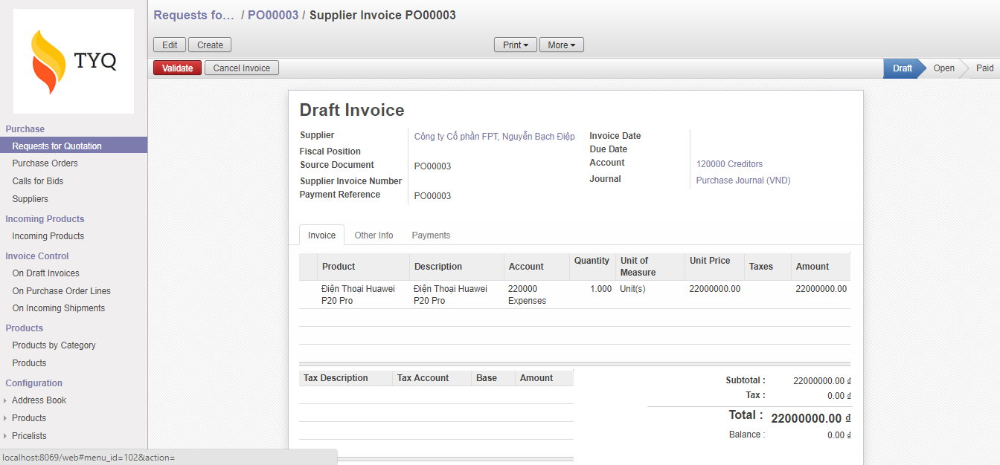 TYQ
Requests fo... / PO00003 / Supplier Invoice PO00003
Edit Create Print More
Validate Cancel Invoice Draft Open Paid
Purchase
Requests for Quotation
Purchase Orders
Calls for Bids
Suppliers
Incoming Products
Incoming Products
Invoice Control
On Draft Invoices
On Purchase Order Lines
On Incoming Shipments
Products
Products by Category
Products
Configuration
Address Book
Products
Pricelists
localhost:8069/web#menu_id=102&action=
Draft Invoice
Supplier Công ty Cổ phần FPT, Nguyễn Bạch Điệp
Fiscal Position
Source Document PO00003
Supplier Invoice Number
Payment Reference PO00003
Invoice Date
Due Date
Account 120000 Creditors
Journal Purchase Journal (VND)
Invoice Other Info Payments
Product Description Account Quantity Unit of Unit Price Taxes Amount
Measure
Điện Thoại Huawei Điện Thoại Huawei 220000 1.000 Unit(s) 22000000.00 22000000.00
P20 Pro P20 Pro Expenses
Tax Description Tax Account Base Amount
Subtotal : 22000000.00 ₫
Tax : 0.00 ₫
Total : 22000000.00 ₫
Balance : 0.00 ₫